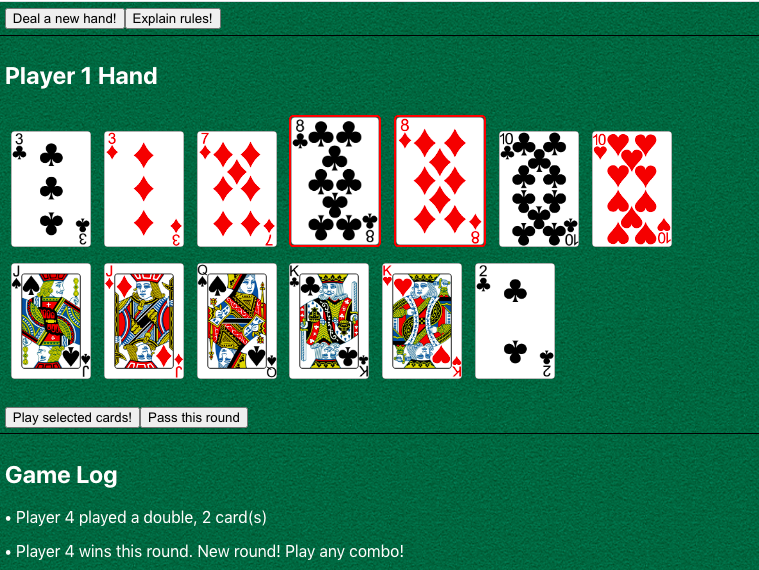 Deal a new hand! Explain rules!
Player 1 Hand
3 3 7 8 8 10 10
3 3 7 8 8 10 10
J J Q K K 2
J J Q K K 2
Play selected cards! Pass this round
Game Log
• Player 4 played a double, 2 card(s)
• Player 4 wins this round. New round! Play any combo!